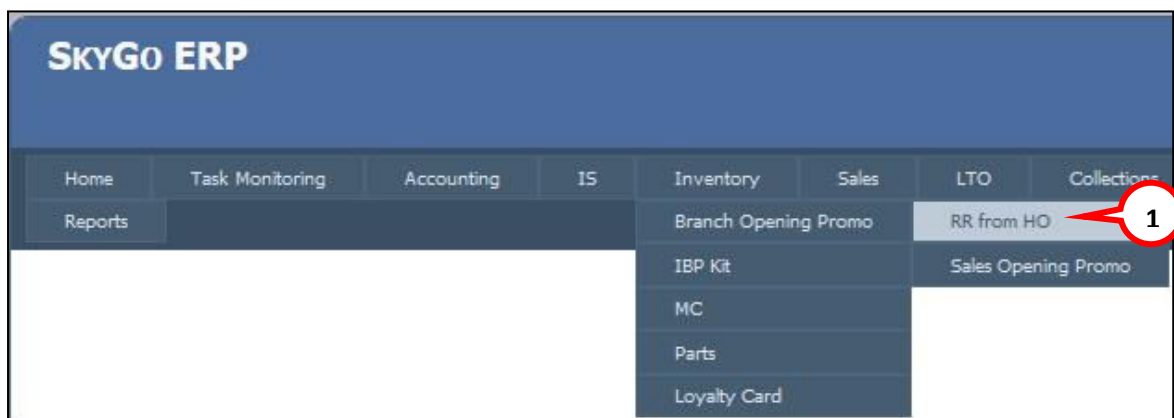 SKYGO ERP
Home Task Monitoring Accounting IS Inventory Sales LTO Collections
Reports Branch Opening Promo RR from HO 1
IBP Kit Sales Opening Promo
MC
Parts
Loyalty Card